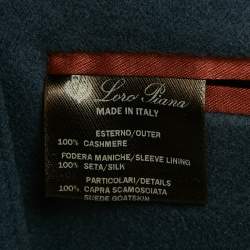 Loro Piana
MADE IN ITALY
ESTERNO/OUTER
100% CASHMERE
FODERA MANICHE/SLEEVE LINING
100% SETA/SILK
PARTICOLARI/DETAILS
100% CAPRA SCAMOSCIATA
SUEDE GOATSKIN